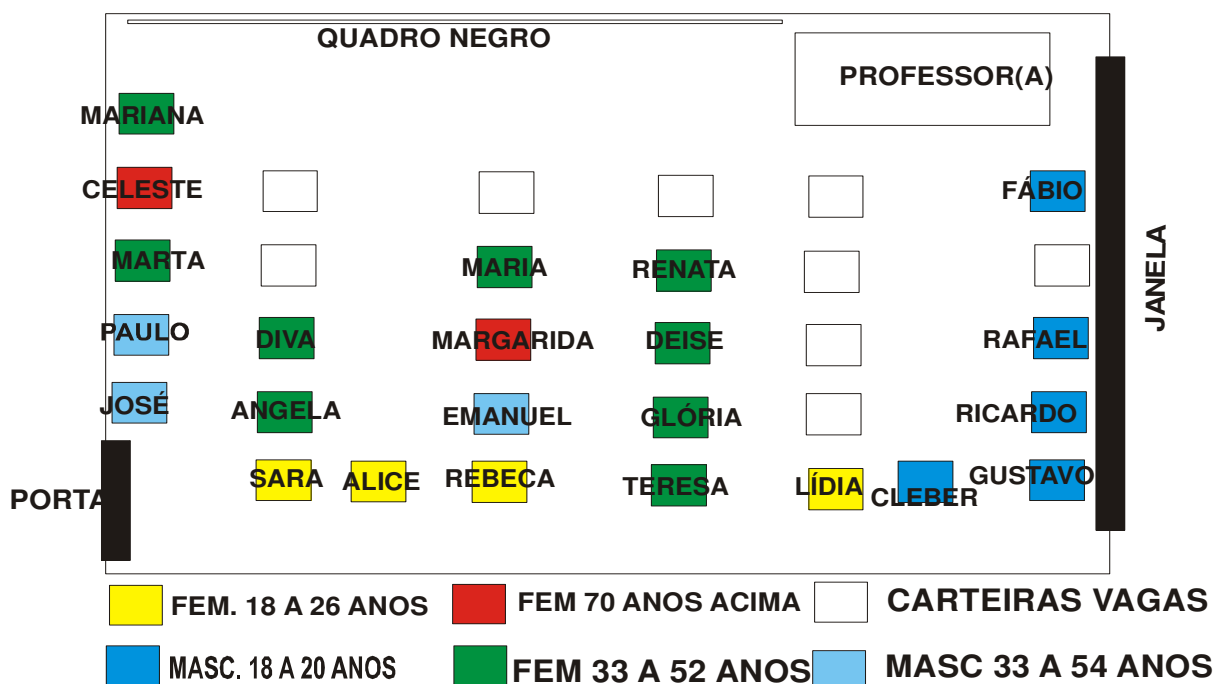 QUADRO NEGRO
PROFESSOR(A)
MARIANA
CELESTE
FÁBIO
MARTA
MARIA
RENATA
JANELA
PAULO
DIVA
MARGARIDA
DEISE
RAFAEL
JOSÉ
ANGELA
EMANUEL
GLÓRIA
RICARDO
PORTA
SARA
ALICE
REBECA
TERESA
LÍDIA
CLEBER
GUSTAVO
FEM. 18 A 26 ANOS
FEM 70 ANOS ACIMA
CARTEIRAS VAGAS
MASC. 18 A 20 ANOS
FEM 33 A 52 ANOS
MASC 33 A 54 ANOS